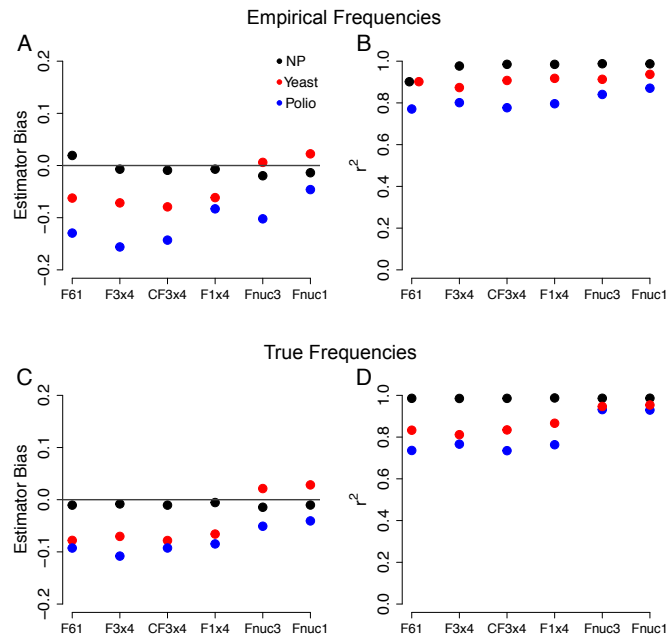 Empirical Frequencies
A
Estimator Bias
0.2
0.1
0.0
−0.1
−0.2
NP
Yeast
Polio
F61 F3x4 CF3x4 F1x4 Fnuc3 Fnuc1
B
r²
1.0
0.8
0.6
0.4
0.2
0.0
F61 F3x4 CF3x4 F1x4 Fnuc3 Fnuc1
True Frequencies
C
Estimator Bias
0.2
0.1
0.0
−0.1
−0.2
F61 F3x4 CF3x4 F1x4 Fnuc3 Fnuc1
D
r²
1.0
0.8
0.6
0.4
0.2
0.0
F61 F3x4 CF3x4 F1x4 Fnuc3 Fnuc1